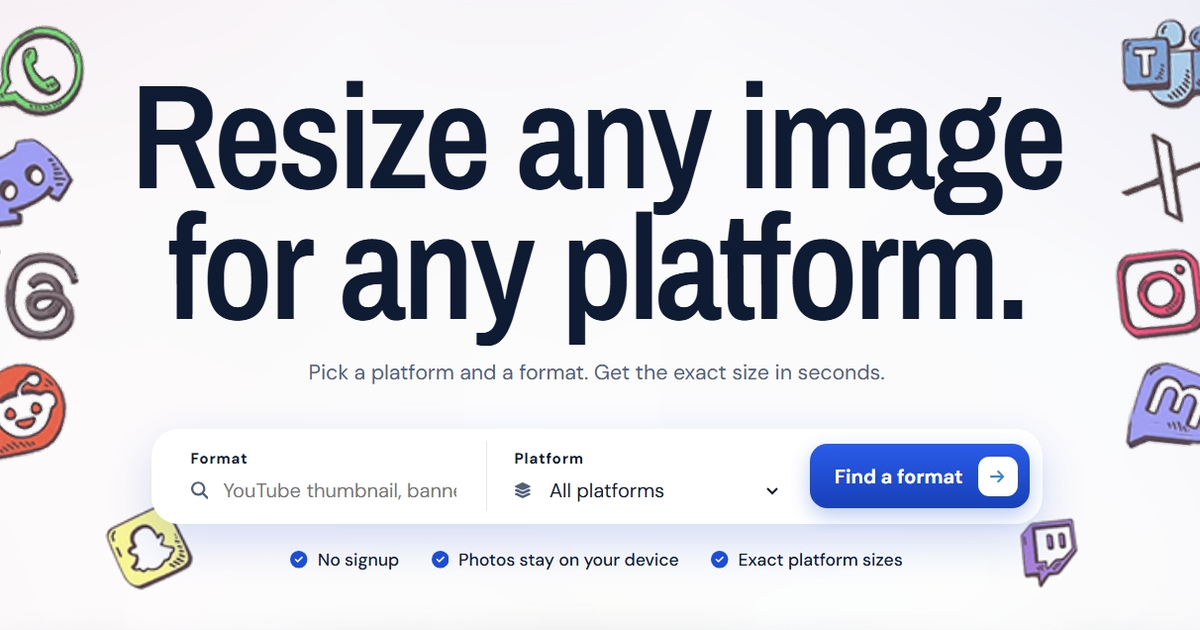 Resize any image
for any platform.
Pick a platform and a format. Get the exact size in seconds.
Format
Platform
YouTube thumbnail, bann
All platforms
Find a format
No signup
Photos stay on your device
Exact platform sizes
T